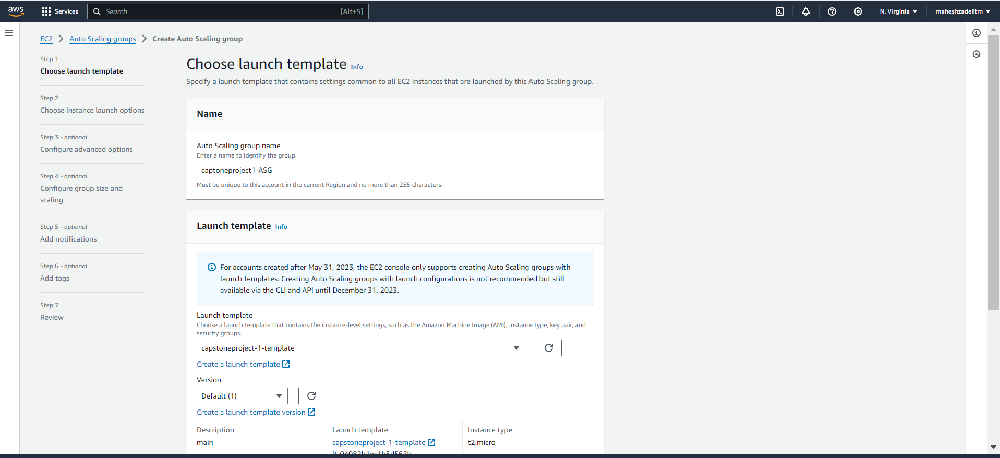 aws
Services
Search [Alt+S]
N. Virginia
maheshzadeiitm
EC2
Auto Scaling groups
Create Auto Scaling group
Step 1
Choose launch template
Step 2
Choose instance launch options
Step 3 - optional
Configure advanced options
Step 4 - optional
Configure group size and
scaling
Step 5 - optional
Add notifications
Step 6 - optional
Add tags
Step 7
Review
Choose launch template Info
Specify a launch template that contains settings common to all EC2 instances that are launched by this Auto Scaling group.
Name
Auto Scaling group name
Enter a name to identify the group.
captoneproject1-ASG
Must be unique to this account in the current Region and no more than 255 characters.
Launch template Info
For accounts created after May 31, 2023, the EC2 console only supports creating Auto Scaling groups with
launch templates. Creating Auto Scaling groups with launch configurations is not recommended but still
available via the CLI and API until December 31, 2023.
Launch template
Choose a launch template that contains the instance-level settings, such as the Amazon Machine Image (AMI), instance type, key pair, and
security groups.
capstoneproject-1-template
Create a launch template
Version
Default (1)
Create a launch template version
Description
main
Launch template
capstoneproject-1-template
Instance type
t2.micro